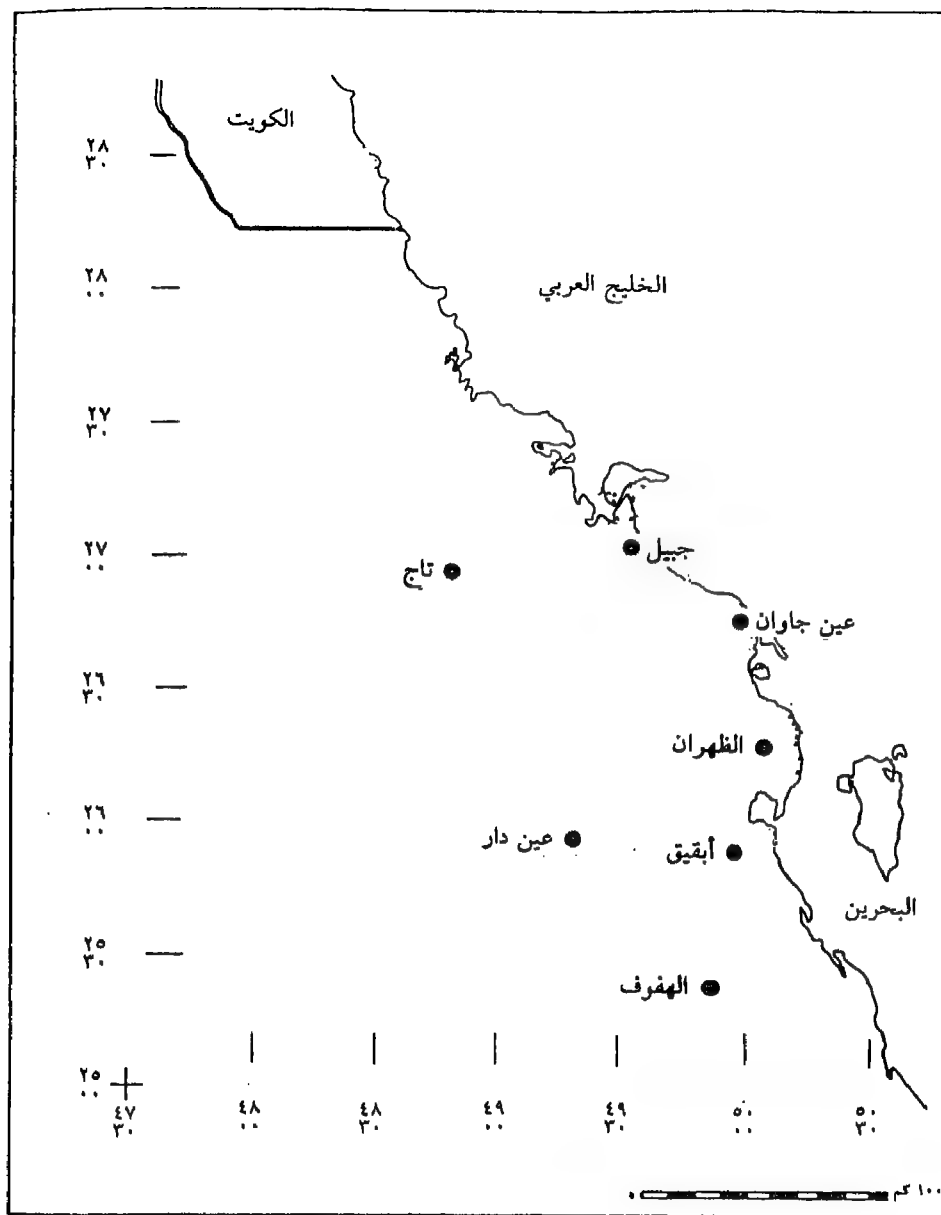 الكويت
٢٨
٣٠
٢٨
٠٠
الخليج العربي
٢٧
٣٠
٢٧
٠٠
جبيل
تاج
عين جاوان
٢٦
٣٠
الظهران
٢٦
٠٠
عين دار
أبقيق
البحرين
٢٥
٣٠
الهفوف
٢٥
٠٠
٤٧
٣٠
٤٨
٠٠
٤٨
٣٠
٤٩
٠٠
٤٩
٣٠
٥٠
٠٠
٥٠
٣٠
١٠٠ كم
٠